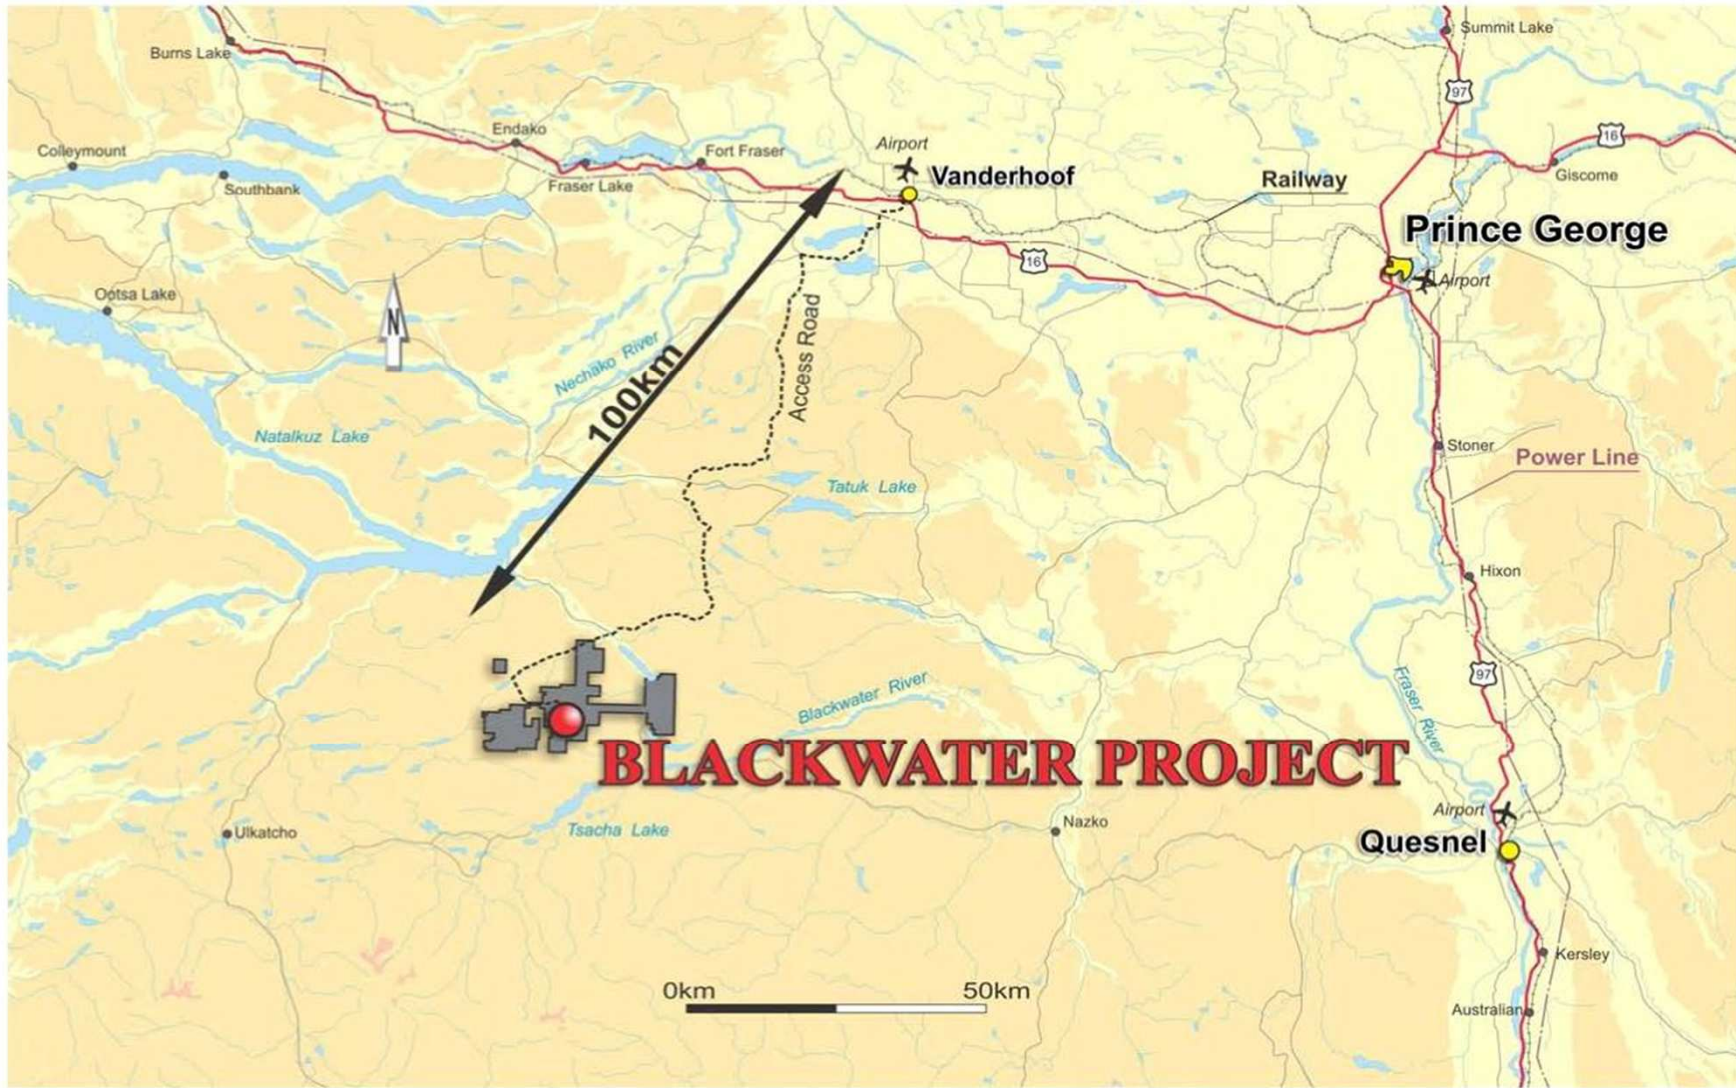 Summit Lake
Burns Lake
97
Endako
16
Airport
Colleymount
Fort Fraser
Vanderhoof
Railway
Giscome
Southbank
Fraser Lake
Prince George
16
Airport
Ootsa Lake
N
Access Road
Nechako River
100km
Natalkuz Lake
Stoner
Power Line
Tatuk Lake
Hixon
97
Fraser River
Blackwater River
BLACKWATER PROJECT
Airport
Nazko
Ulkatcho
Tsacha Lake
Quesnel
Kersley
0km 50km
Australian